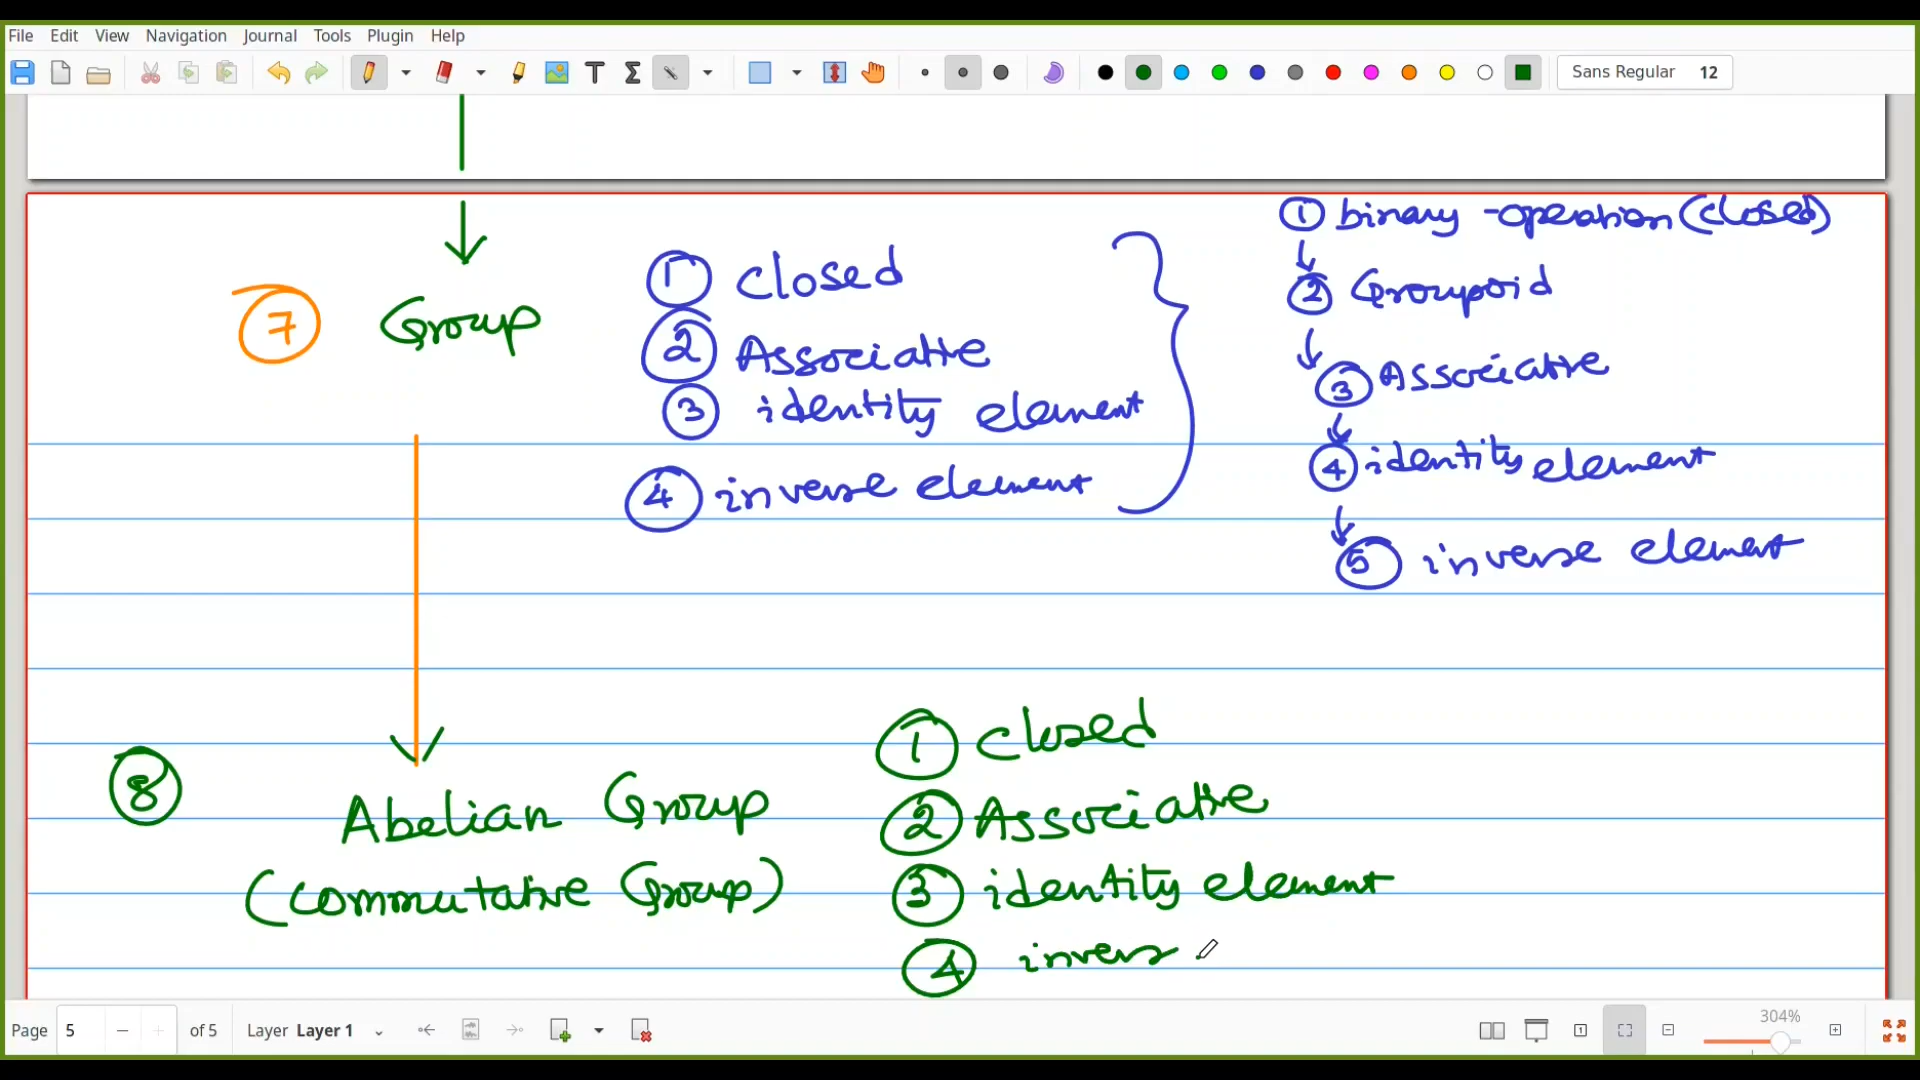 File Edit View Navigation Journal Tools Plugin Help
Sans Regular 12
7 Group
1 closed
2 Associative
3 identity element
4 inverse element
1 binary-operation (closed)
2 Groupoid
3 Associative
4 identity element
5 inverse element
8 Abelian Group
(commutative Group)
1 closed
2 Associative
3 identity element
4 invers
Page 5 of 5 Layer Layer 1 304%